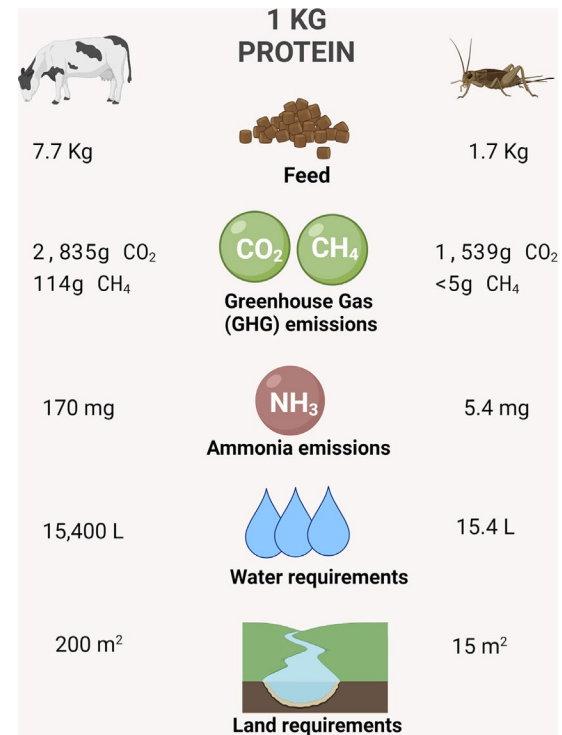 1 KG
PROTEIN
7.7 Kg
1.7 Kg
Feed
2,835g CO₂
114g CH₄
CO₂
CH₄
1,539g CO₂
<5g CH₄
Greenhouse Gas
(GHG) emissions
170 mg
NH₃
5.4 mg
Ammonia emissions
15,400 L
15.4 L
Water requirements
200 m²
15 m²
Land requirements